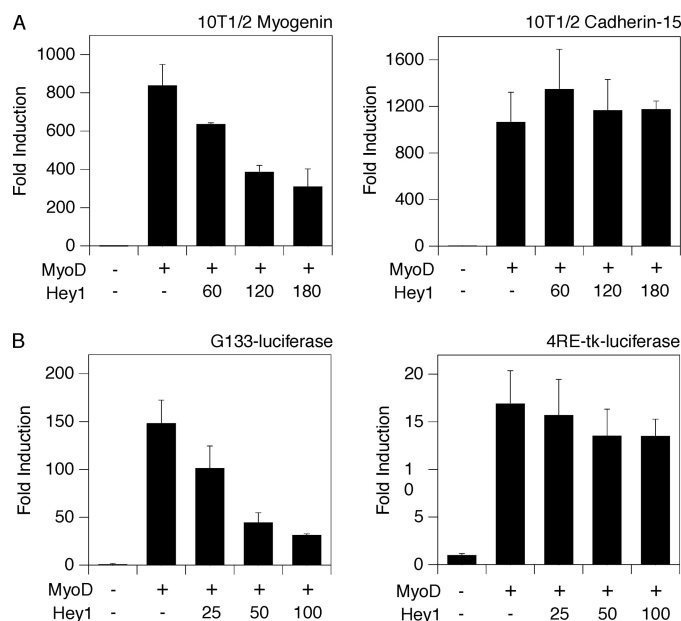 A
10T1/2 Myogenin
Fold Induction
1000
800
600
400
200
0
MyoD - + + + +
Hey1 - - 60 120 180
10T1/2 Cadherin-15
Fold Induction
1600
1200
1280
400
0
MyoD - + + + +
Hey1 - - 60 120 180
B
G133-luciferase
Fold Induction
200
150
100
50
0
MyoD - + + + +
Hey1 - - 25 50 100
4RE-tk-luciferase
Fold Induction
20
15
1
0
5
0
MyoD - + + + +
Hey1 - - 25 50 100